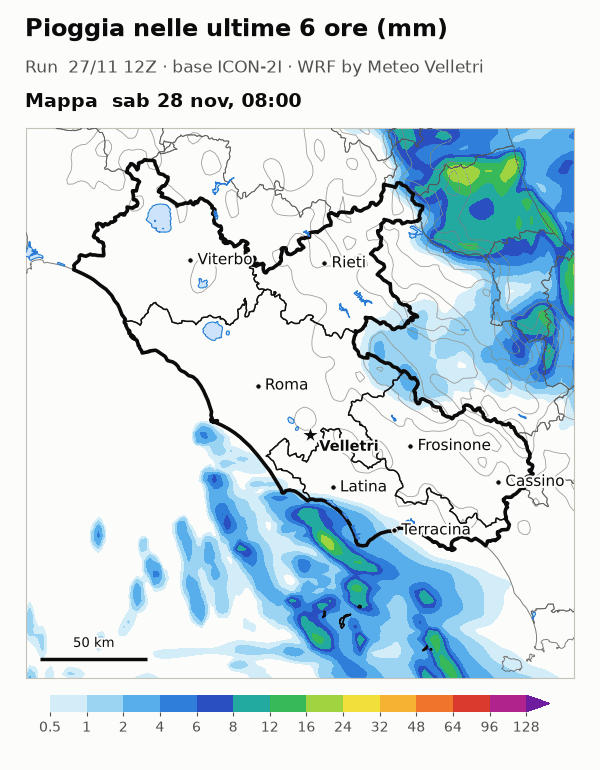 Pioggia nelle ultime 6 ore (mm)
Run  27/11 12Z · base ICON-2I · WRF by Meteo Velletri
Mappa  sab 28 nov, 08:00
Viterbo
Rieti
Roma
Velletri
Frosinone
Latina
Cassino
Terracina
50 km
0.5 1 2 4 6 8 12 16 24 32 48 64 96 128